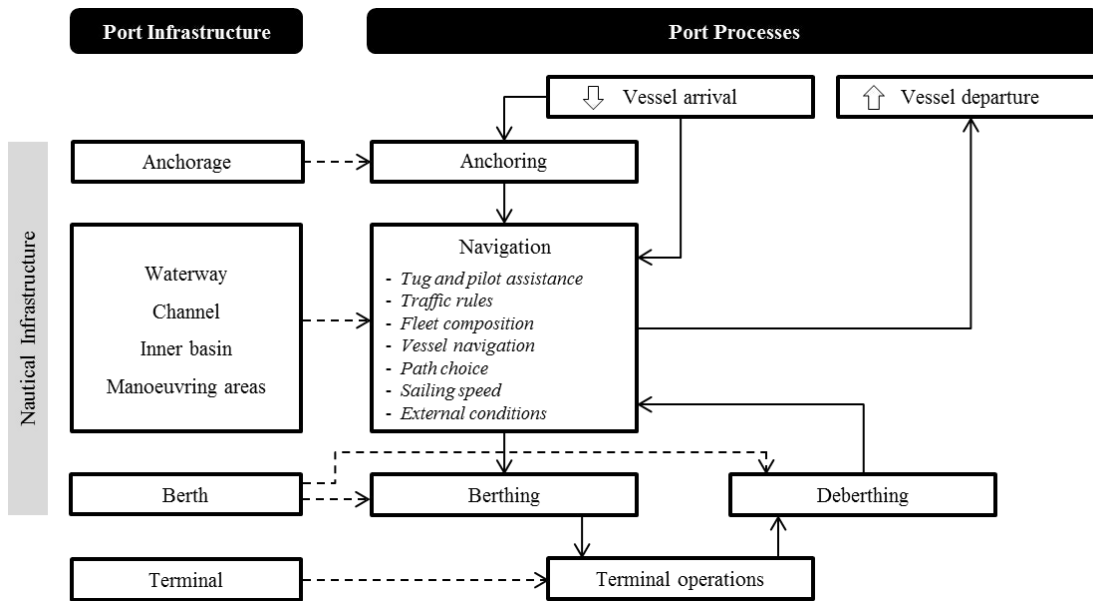 Port Infrastructure
Port Processes
Vessel arrival
Vessel departure
Nautical Infrastructure
Anchorage
Anchoring
Waterway
Channel
Inner basin
Manoeuvring areas
Navigation
- Tug and pilot assistance
- Traffic rules
- Fleet composition
- Vessel navigation
- Path choice
- Sailing speed
- External conditions
Berth
Berthing
Deberthing
Terminal
Terminal operations